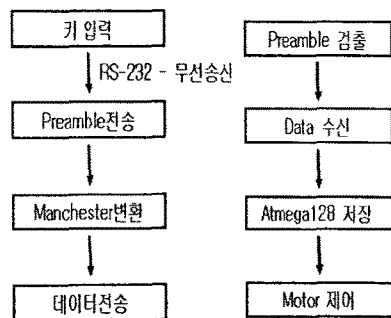 키 입력
RS-232 - 무선송신
Preamble전송
Manchester변환
데이터전송
Preamble 검출
Data 수신
Atmega128 저장
Motor 제어